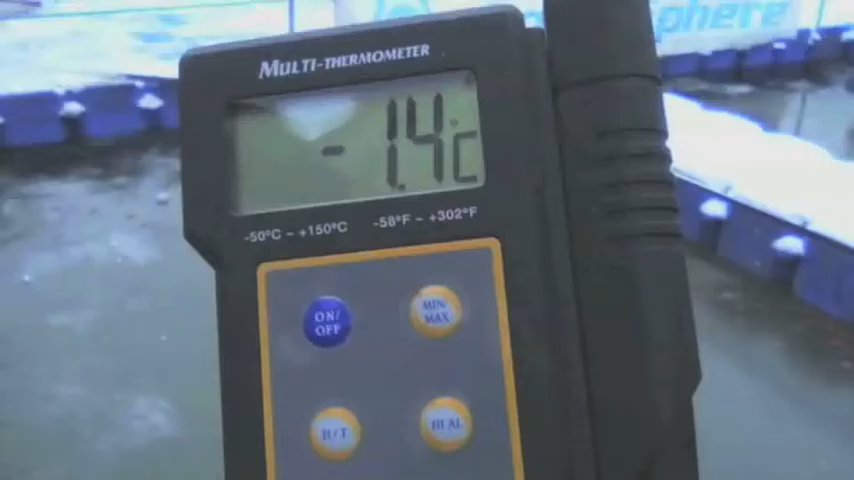 phere
MULTI-THERMOMETER
- 1.4°C
-50°C ~ +150°C -58°F ~ +302°F
ON/
OFF
MIN/
MAX
HI AL